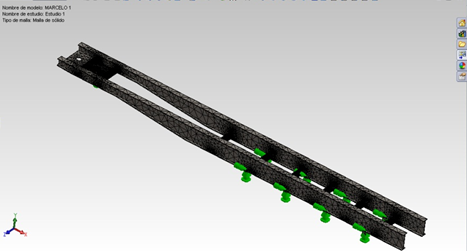 Nombre de modelo: MARCELO 1
Nombre de estudio: Estudio 1
Tipo de malla: Malla de sólido